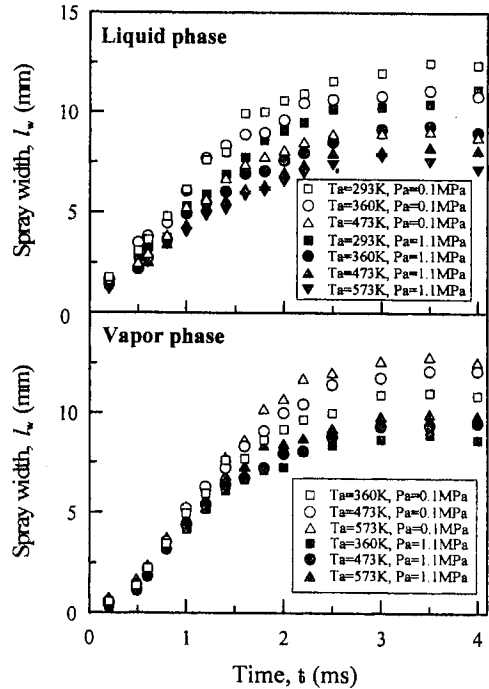 15
Liquid phase
10
5
0
Spray width, l_w (mm)
Ta=293K, Pa=0.1MPa
Ta=360K, Pa=0.1MPa
Ta=473K, Pa=0.1MPa
Ta=293K, Pa=1.1MPa
Ta=360K, Pa=1.1MPa
Ta=473K, Pa=1.1MPa
Ta=573K, Pa=1.1MPa
Vapor phase
10
5
0
Spray width, l_w (mm)
Ta=360K, Pa=0.1MPa
Ta=473K, Pa=0.1MPa
Ta=573K, Pa=0.1MPa
Ta=360K, Pa=1.1MPa
Ta=473K, Pa=1.1MPa
Ta=573K, Pa=1.1MPa
0 1 2 3 4
Time, t (ms)